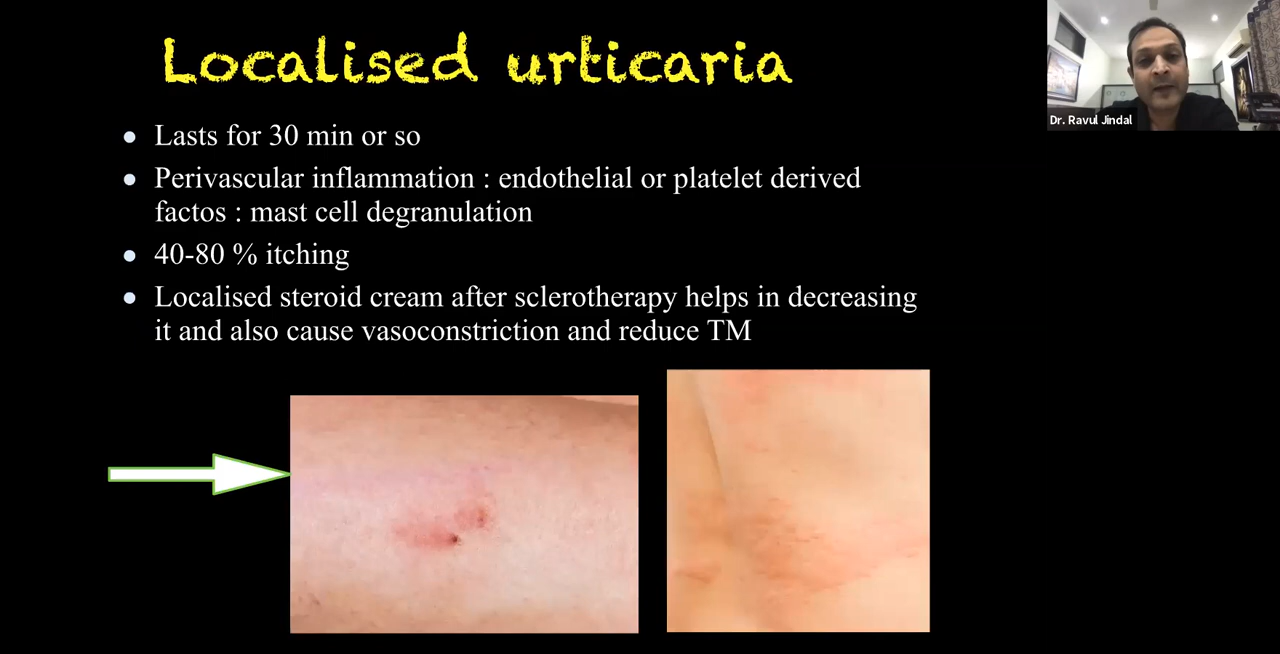 Localised urticaria
Dr. Ravul Jindal
• Lasts for 30 min or so
• Perivascular inflammation : endothelial or platelet derived
factos : mast cell degranulation
• 40-80 % itching
• Localised steroid cream after sclerotherapy helps in decreasing
it and also cause vasoconstriction and reduce TM